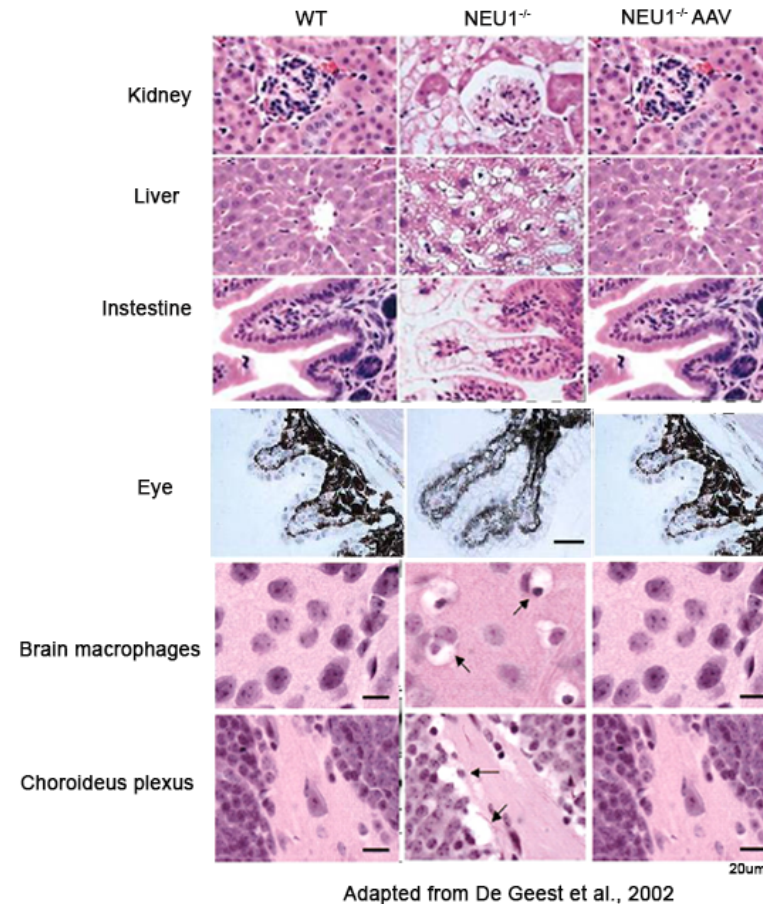 WT NEU1-/- NEU1-/- AAV
Kidney
Liver
Instestine
Eye
Brain macrophages
Choroideus plexus
20um
Adapted from De Geest et al., 2002